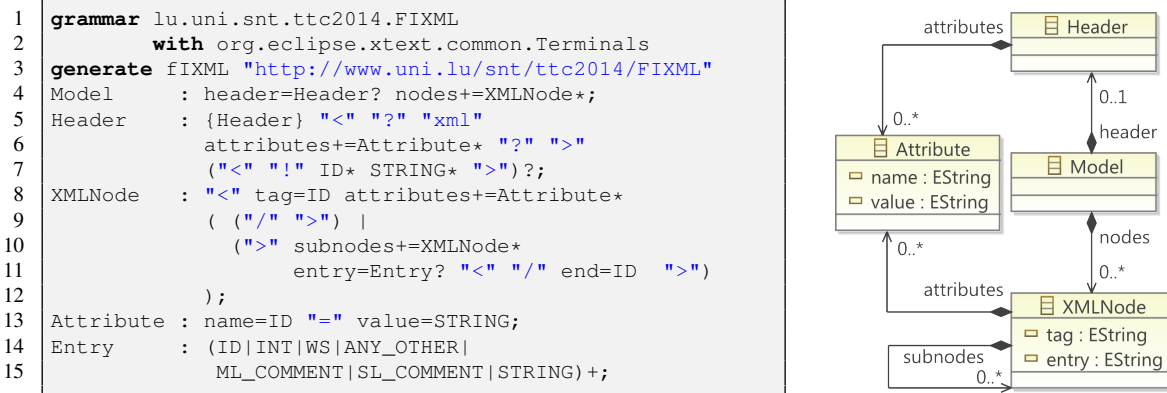 1 grammar lu.uni.snt.ttc2014.FIXML
2 with org.eclipse.xtext.common.Terminals
3 generate fIXML "http://www.uni.lu/snt/ttc2014/FIXML"
4 Model : header=Header? nodes+=XMLNode*;
5 Header : {Header} "<" "?" "xml"
6 attributes+=Attribute* "?" ">"
7 ("<" "!" ID* STRING* ">")?;
8 XMLNode : "<" tag=ID attributes+=Attribute*
9 ( ("/" ">") |
10 (">" subnodes+=XMLNode*
11 entry=Entry? "<" "/" end=ID ">")
12 );
13 Attribute : name=ID "=" value=STRING;
14 Entry : (ID|INT|WS|ANY_OTHER|
15 ML_COMMENT|SL_COMMENT|STRING)+;
attributes
Header
0..1
0..*
header
Attribute
name : EString
value : EString
Model
0..*
nodes
0..*
attributes
XMLNode
tag : EString
entry : EString
subnodes
0..*